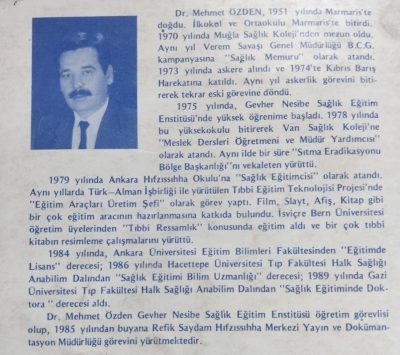 Dr. Mehmet ÖZDEN, 1951 yılında Marmaris'te
doğdu. İlkokul ve Ortaokulu Marmaris'te bitirdi.
1970 yılında Muğla Sağlık Koleji'nden mezun oldu.
Aynı yıl Verem Savaşı Genel Müdürlüğü B.C.G.
kampanyasına "Sağlık Memuru" olarak atandı.
1973 yılında askere alındı ve 1974'te Kıbrıs Barış
Harekatına katıldı. Aynı yıl askerlik görevini biti-
rerek tekrar eski görevine döndü.
1975 yılında, Gevher Nesibe Sağlık Eğitim
Enstitüsü'nde yüksek öğrenime başladı. 1978 yılında
bu yüksekokulu bitirerek Van Sağlık Koleji'ne
"Meslek Dersleri Öğretmeni ve Müdür Yardımcısı"
olarak atandı. Aynı ilde bir süre "Sıtma Eradikasyonu
Bölge Başkanlığı"nı vekaleten yürüttü.
1979 yılında Ankara Hıfzıssıhha Okulu'na "Sağlık Eğitimcisi" olarak atandı.
Aynı yıllarda Türk-Alman İşbirliği ile yürütülen Tıbbi Eğitim Teknolojisi Projesi'nde
"Eğitim Araçları Üretim Şefi" olarak görev yaptı. Film, Slayt, Afiş, Kitap gibi
bir çok eğitim aracının hazırlanmasına katkıda bulundu. İsviçre Bern Üniversitesi
öğretim üyelerinden "Tıbbi Ressamlık" konusunda eğitim aldı ve bir çok tıbbi
kitabın resimleme çalışmalarını yürüttü.
1984 yılında, Ankara Üniversitesi Eğitim Bilimleri Fakültesinden "Eğitimde
Lisans" derecesi; 1986 yılında Hacettepe Üniversitesi Tıp Fakültesi Halk Sağlığı
Anabilim Dalından "Sağlık Eğitimi Bilim Uzmanlığı" derecesi; 1989 yılında Gazi
Üniversitesi Tıp Fakültesi Halk Sağlığı Anabilim Dalından "Sağlık Eğitiminde Dok-
tora " derecesi aldı.
Dr. Mehmet Özden Gevher Nesibe Sağlık Eğitim Enstitüsü öğretim görevlisi
olup, 1985 yılından buyana Refik Saydam Hıfzıssıhha Merkezi Yayın ve Doküman-
tasyon Müdürlüğü görevini yürütmektedir.